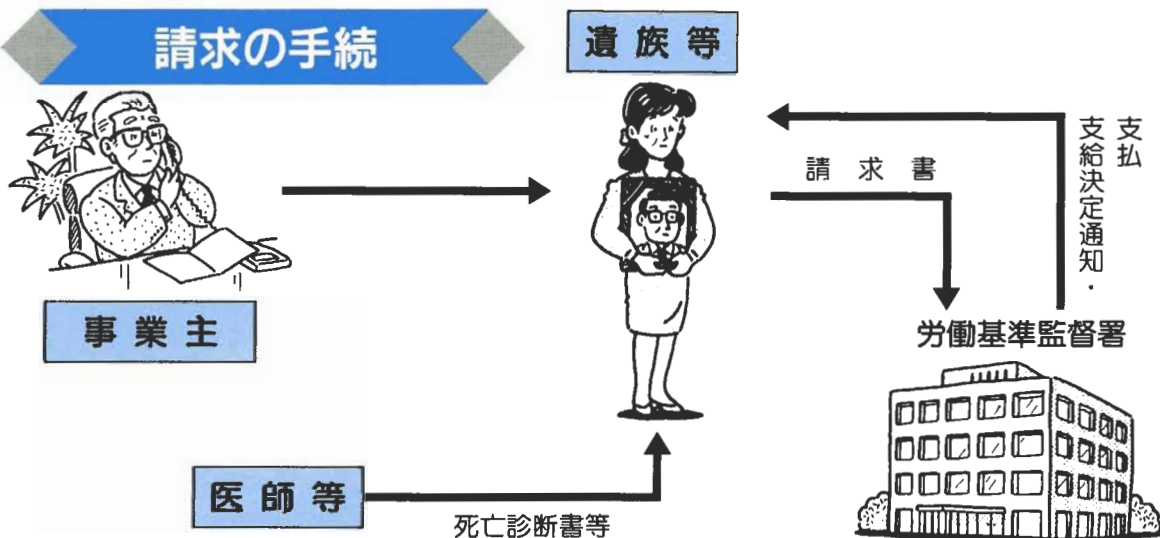 請求の手続
遺族等
請求書
支払
支給決定通知・
事業主
労働基準監督署
医師等
死亡診断書等